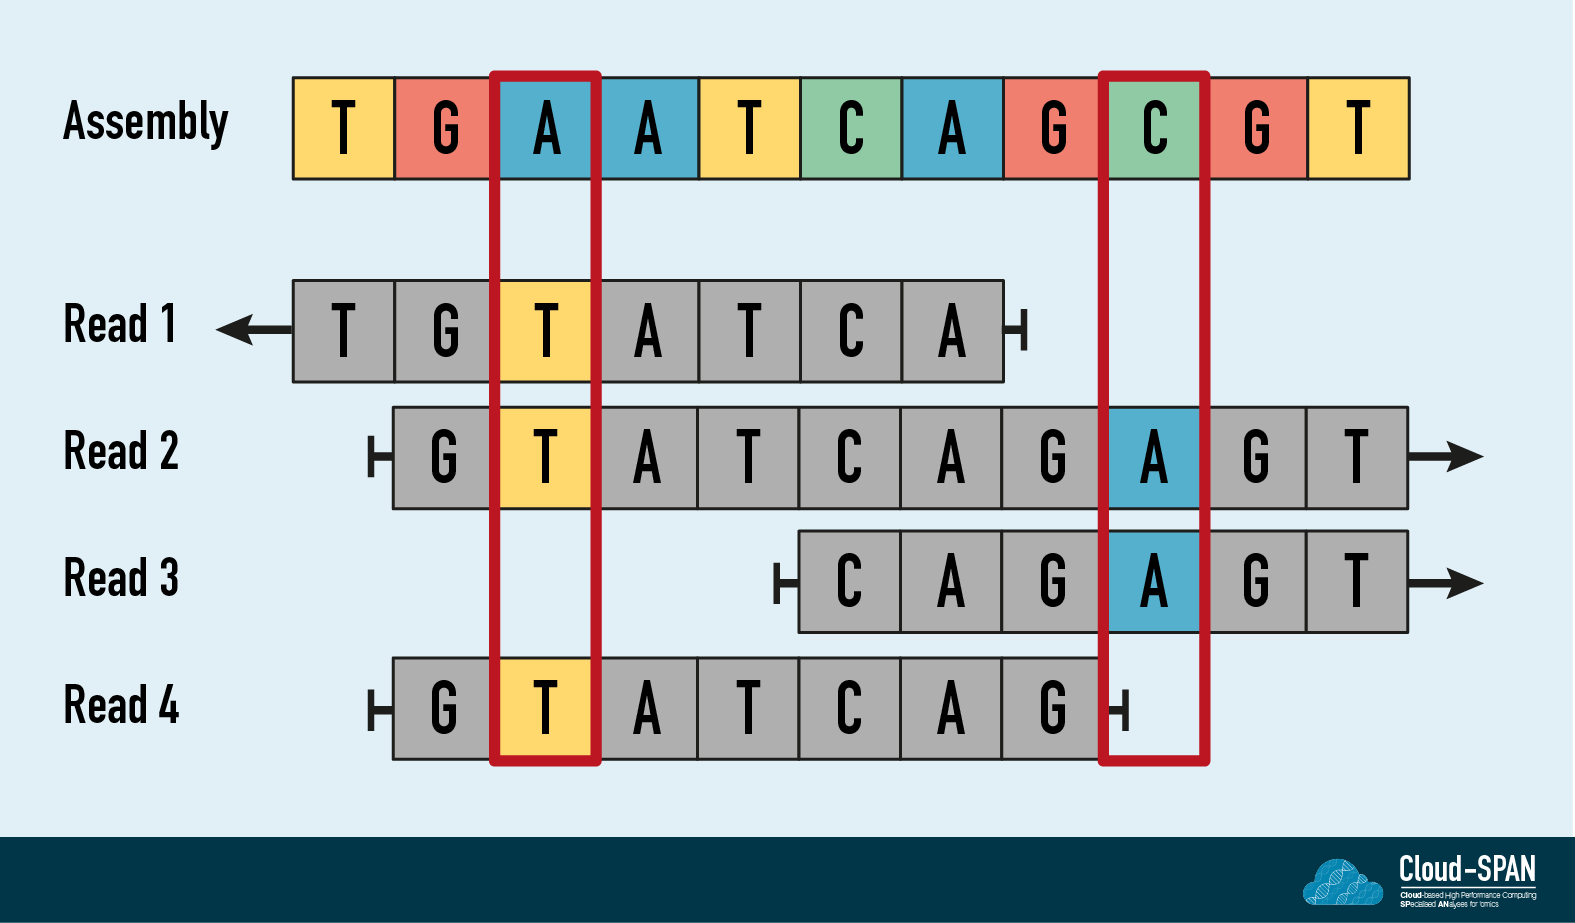 Assembly T G A A T C A G C G T
Read 1 T G T A T C A
Read 2 G T A T C A G A G T
Read 3 C A G A G T
Read 4 G T A T C A G
Cloud-SPAN
Cloud-based High Performance Computing
SPecialised ANalyses for 'omics